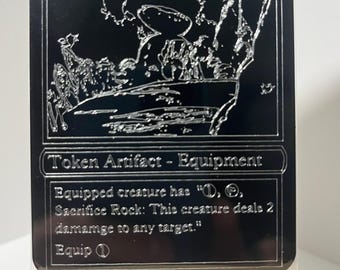 Token Artifact - Equipment
Equipped creature has "①, Ⓣ,
Sacrifice Rock: This creature deals 2
damamge to any target."
Equip ①